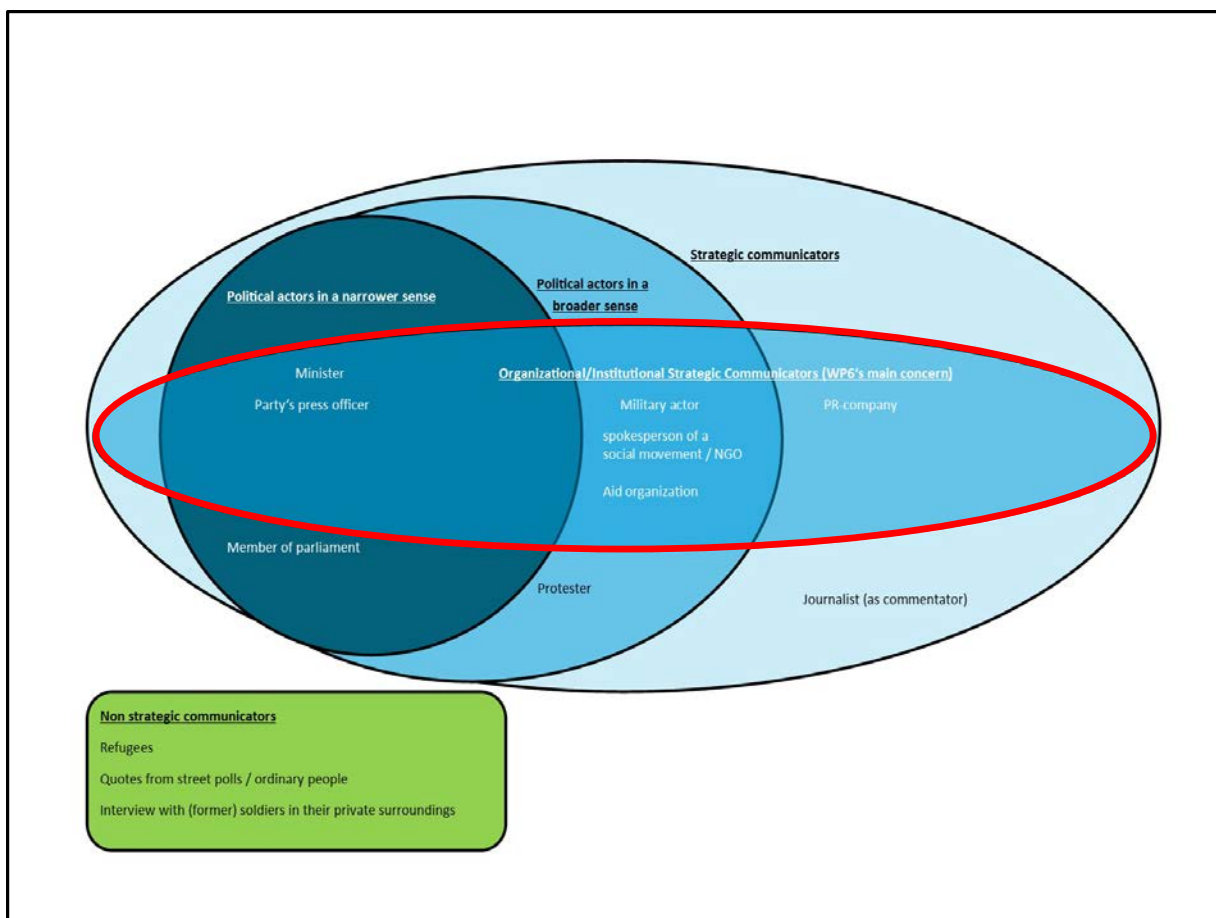 Strategic communicators
Political actors in a
broader sense
Political actors in a narrower sense
Organizational/Institutional Strategic Communicators (WP6's main concern)
Minister
Party's press officer
Military actor
PR-company
spokesperson of a
social movement / NGO
Aid organization
Member of parliament
Protester
Journalist (as commentator)
Non strategic communicators
Refugees
Quotes from street polls / ordinary people
Interview with (former) soldiers in their private surroundings